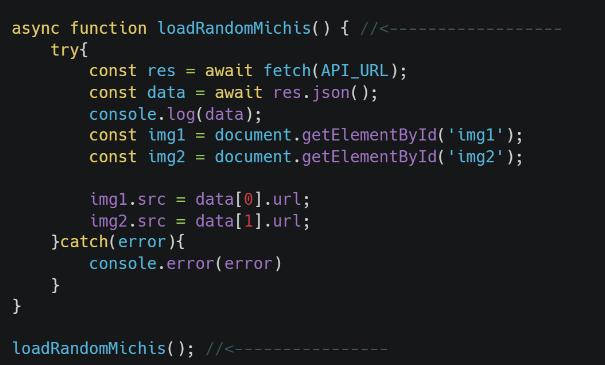 async function loadRandomMichis() { //<------------------
    try{
        const res = await fetch(API_URL);
        const data = await res.json();
        console.log(data);
        const img1 = document.getElementById('img1');
        const img2 = document.getElementById('img2');

        img1.src = data[0].url;
        img2.src = data[1].url;
    }catch(error){
        console.error(error)
    }
}

loadRandomMichis(); //<----------------